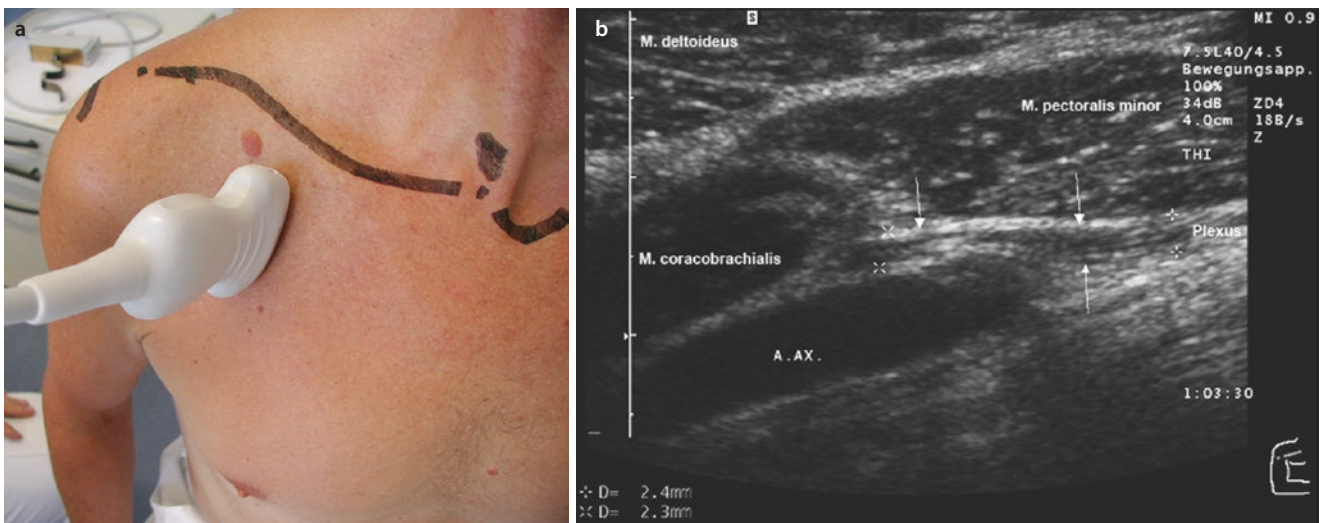 a
b
S
MI 0.9
M. deltoideus
7.5L40/4.5
Bewegungsapp.
100%
34dB ZD4
4.0cm 18B/s
Z
THI
M. pectoralis minor
Plexus
M. coracobrachialis
A.AX.
1:03:30
E
D= 2.4mm
D= 2.3mm